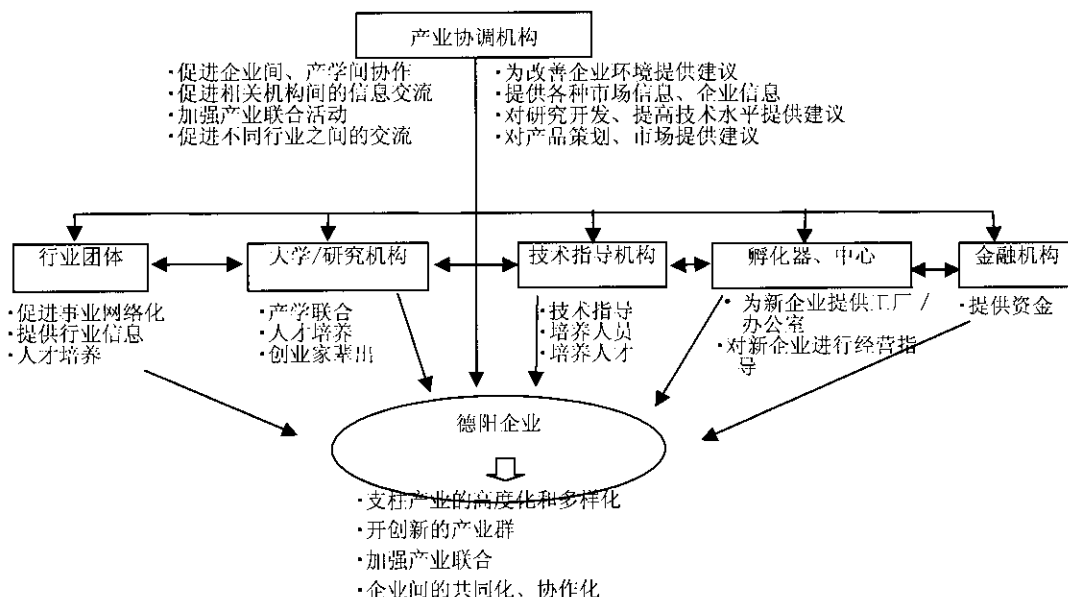 产业协调机构
·促进企业间、产学间协作
·促进相关机构间的信息交流
·加强产业联合活动
·促进不同行业之间的交流
·为改善企业环境提供建议
·提供各种市场信息、企业信息
·对研究开发、提高技术水平提供建议
·对产品策划、市场提供建议
行业团体
大学/研究机构
技术指导机构
孵化器、中心
金融机构
·促进事业网络化
·提供行业信息
·人才培养
·产学联合
·人才培养
·创业家辈出
·技术指导
·培养人员
·培养人才
·为新企业提供工厂/
办公室
·对新企业进行经营指
导
·提供资金
德阳企业
·支柱产业的高度化和多样化
·开创新的产业群
·加强产业联合
·企业间的共同化、协作化